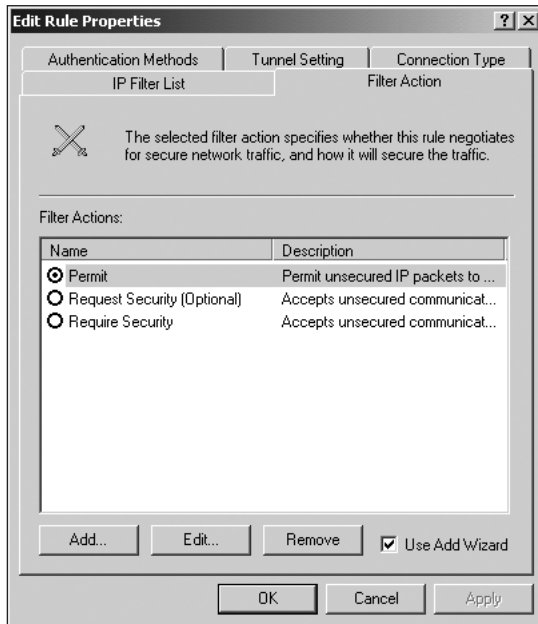 Edit Rule Properties
Authentication Methods Tunnel Setting Connection Type
IP Filter List Filter Action
The selected filter action specifies whether this rule negotiates
for secure network traffic, and how it will secure the traffic.
Filter Actions:
Name Description
Permit Permit unsecured IP packets to ...
Request Security (Optional) Accepts unsecured communicat...
Require Security Accepts unsecured communicat...
Add... Edit... Remove Use Add Wizard
OK Cancel Apply